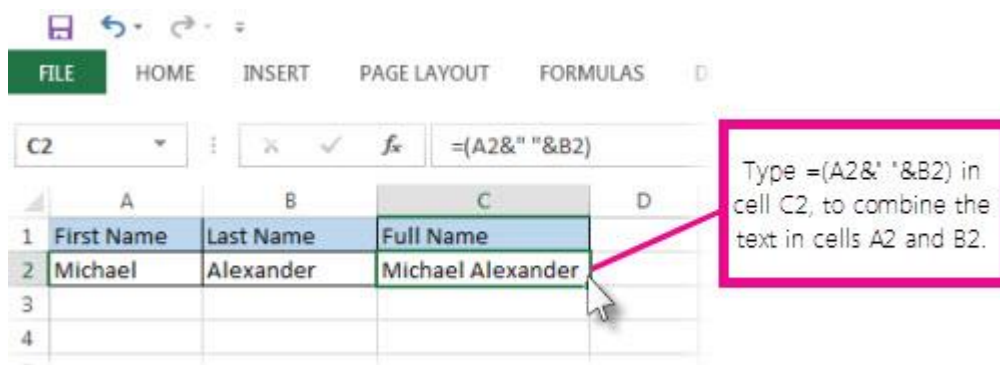 FILE HOME INSERT PAGE LAYOUT FORMULAS D
C2 fx =(A2&" "&B2)
A B C D
1 First Name Last Name Full Name
2 Michael Alexander Michael Alexander
3
4
Type =(A2&' '&B2) in
cell C2, to combine the
text in cells A2 and B2.